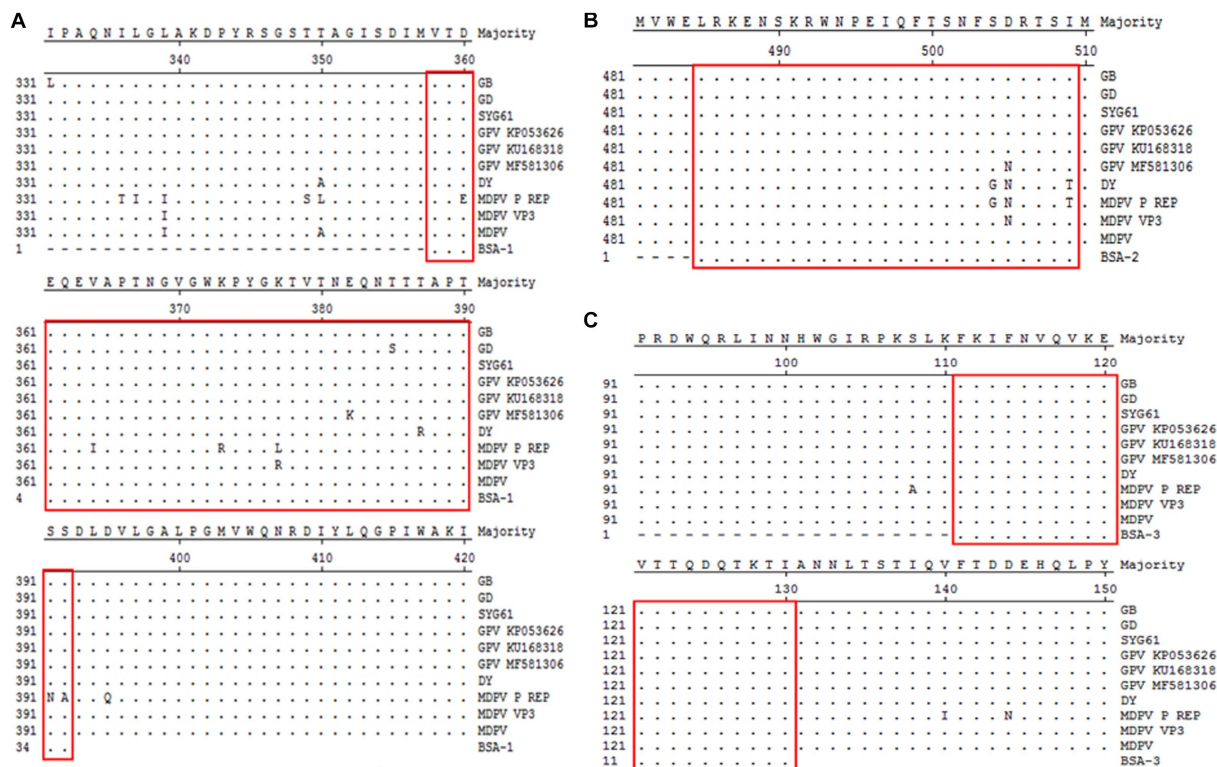 A
I P A Q N I L G L A K D P Y R S G S T T A G I S D I M V T D Majority
340 350 360
331 L . . . . . . . . . . . . . . . . . . . . . . . . . . . . . GB
331 . . . . . . . . . . . . . . . . . . . . . . . . . . . . . . GD
331 . . . . . . . . . . . . . . . . . . . . . . . . . . . . . . SYG61
331 . . . . . . . . . . . . . . . . . . . . . . . . . . . . . . GPV KP053626
331 . . . . . . . . . . . . . . . . . . . . . . . . . . . . . . GPV KU168318
331 . . . . . . . . . . . . . . . . . . . . . . . . . . . . . . GPV MF581306
331 . . . . . . . . . . . . . . . . . . . A . . . . . . . . . . DY
331 . . . . . T I . I . . . . . . . . . S L . . . . . . . . . E MDPV P REP
331 . . . . . . . . I . . . . . . . . . . . . . . . . . . . . . MDPV VP3
331 . . . . . . . . I . . . . . . . . . . A . . . . . . . . . . MDPV
1 - - - - - - - - - - - - - - - - - - - - - - - - - - - . . . BSA-1
E Q E V A P T N G V G W K P Y G K T V T N E Q N T T T A P T Majority
370 380 390
361 . . . . . . . . . . . . . . . . . . . . . . . . . . . . . . GB
361 . . . . . . . . . . . . . . . . . . . . . . . . S . . . . . GD
361 . . . . . . . . . . . . . . . . . . . . . . . . . . . . . . SYG61
361 . . . . . . . . . . . . . . . . . . . . . . . . . . . . . . GPV KP053626
361 . . . . . . . . . . . . . . . . . . . . . . . . . . . . . . GPV KU168318
361 . . . . . . . . . . . . . . . . . . . . . K . . . . . . . . GPV MF581306
361 . . . . . . . . . . . . . . . . . . . . . . . . . . R . . . DY
361 . . . I . . . . . . . . R . . . L . . . . . . . . . . . . . MDPV P REP
361 . . . . . . . . . . . . . . . . R . . . . . . . . . . . . . MDPV VP3
361 . . . . . . . . . . . . . . . . . . . . . . . . . . . . . . MDPV
4 . . . . . . . . . . . . . . . . . . . . . . . . . . . . . . BSA-1
S S D L D V L G A L P G M V W Q N R D I Y L Q G P I W A K I Majority
400 410 420
391 . . . . . . . . . . . . . . . . . . . . . . . . . . . . . . GB
391 . . . . . . . . . . . . . . . . . . . . . . . . . . . . . . GD
391 . . . . . . . . . . . . . . . . . . . . . . . . . . . . . . SYG61
391 . . . . . . . . . . . . . . . . . . . . . . . . . . . . . . GPV KP053626
391 . . . . . . . . . . . . . . . . . . . . . . . . . . . . . . GPV KU168318
391 . . . . . . . . . . . . . . . . . . . . . . . . . . . . . . GPV MF581306
391 . . . . . . . . . . . . . . . . . . . . . . . . . . . . . . DY
391 N A . . Q . . . . . . . . . . . . . . . . . . . . . . . . . MDPV P REP
391 . . . . . . . . . . . . . . . . . . . . . . . . . . . . . . MDPV VP3
391 . . . . . . . . . . . . . . . . . . . . . . . . . . . . . . MDPV
34 . . BSA-1
B
M V W E L R K E N S K R W N P E I Q F T S N F S D R T S I M Majority
490 500 510
481 . . . . . . . . . . . . . . . . . . . . . . . . . . . . . . GB
481 . . . . . . . . . . . . . . . . . . . . . . . . . . . . . . GD
481 . . . . . . . . . . . . . . . . . . . . . . . . . . . . . . SYG61
481 . . . . . . . . . . . . . . . . . . . . . . . . . . . . . . GPV KP053626
481 . . . . . . . . . . . . . . . . . . . . . . . . . . . . . . GPV KU168318
481 . . . . . . . . . . . . . . . . . . . . . . . . N . . . . . GPV MF581306
481 . . . . . . . . . . . . . . . . . . . . . . . G N . . . T . DY
481 . . . . . . . . . . . . . . . . . . . . . . . G N . . . T . MDPV P REP
481 . . . . . . . . . . . . . . . . . . . . . . . . N . . . . . MDPV VP3
481 . . . . . . . . . . . . . . . . . . . . . . . . . . . . . . MDPV
1 - - - - . . . . . . . . . . . . . . . . . . . . . . . . . . BSA-2
C
P R D W Q R L I N N H W G I R P K S L K F K I F N V Q V K E Majority
100 110 120
91 . . . . . . . . . . . . . . . . . . . . . . . . . . . . . . GB
91 . . . . . . . . . . . . . . . . . . . . . . . . . . . . . . GD
91 . . . . . . . . . . . . . . . . . . . . . . . . . . . . . . SYG61
91 . . . . . . . . . . . . . . . . . . . . . . . . . . . . . . GPV KP053626
91 . . . . . . . . . . . . . . . . . . . . . . . . . . . . . . GPV KU168318
91 . . . . . . . . . . . . . . . . . . . . . . . . . . . . . . GPV MF581306
91 . . . . . . . . . . . . . . . . . . . . . . . . . . . . . . DY
91 . . . . . . . . . . . . . . . . . A . . . . . . . . . . . . MDPV P REP
91 . . . . . . . . . . . . . . . . . . . . . . . . . . . . . . MDPV VP3
91 . . . . . . . . . . . . . . . . . . . . . . . . . . . . . . MDPV
1 - - - - - - - - - - - - - - - - - - - - . . . . . . . . . . BSA-3
V T T Q D Q T K T I A N N L T S T I Q V F T D D E H Q L P Y Majority
130 140 150
121 . . . . . . . . . . . . . . . . . . . . . . . . . . . . . . GB
121 . . . . . . . . . . . . . . . . . . . . . . . . . . . . . . GD
121 . . . . . . . . . . . . . . . . . . . . . . . . . . . . . . SYG61
121 . . . . . . . . . . . . . . . . . . . . . . . . . . . . . . GPV KP053626
121 . . . . . . . . . . . . . . . . . . . . . . . . . . . . . . GPV KU168318
121 . . . . . . . . . . . . . . . . . . . . . . . . . . . . . . GPV MF581306
121 . . . . . . . . . . . . . . . . . . . . . . . . . . . . . . DY
121 . . . . . . . . . . . . . . . . . . . I . . . N . . . . . . MDPV P REP
121 . . . . . . . . . . . . . . . . . . . . . . . . . . . . . . MDPV VP3
121 . . . . . . . . . . . . . . . . . . . . . . . . . . . . . . MDPV
11 . . . . . . . . . . BSA-3